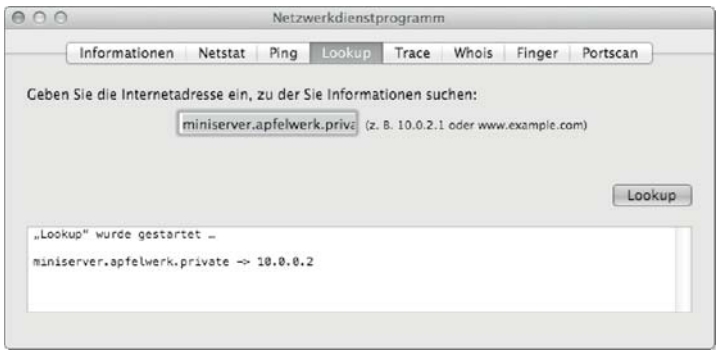 Netzwerkdienstprogramm
Informationen Netstat Ping Lookup Trace Whois Finger Portscan
Geben Sie die Internetadresse ein, zu der Sie Informationen suchen:
miniserver.apfelwerk.priva (z. B. 10.0.2.1 oder www.example.com)
Lookup
„Lookup“ wurde gestartet …
miniserver.apfelwerk.private -> 10.0.0.2